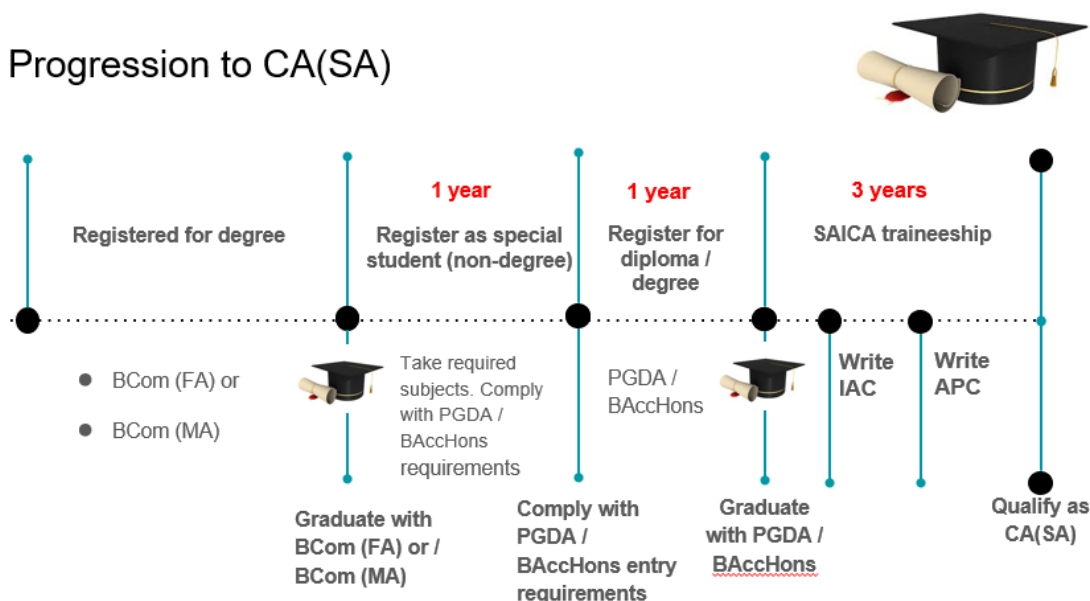 Progression to CA(SA)
1 year
1 year
3 years
Registered for degree
Register as special
student (non-degree)
Register for
diploma /
degree
SAICA traineeship
BCom (FA) or
BCom (MA)
Take required
subjects. Comply
with PGDA /
BAccHons
requirements
PGDA /
BAccHons
Write
IAC
Write
APC
Graduate with
BCom (FA) or /
BCom (MA)
Comply with
PGDA /
BAccHons entry
requirements
Graduate
with PGDA /
BAccHons
Qualify as
CA(SA)